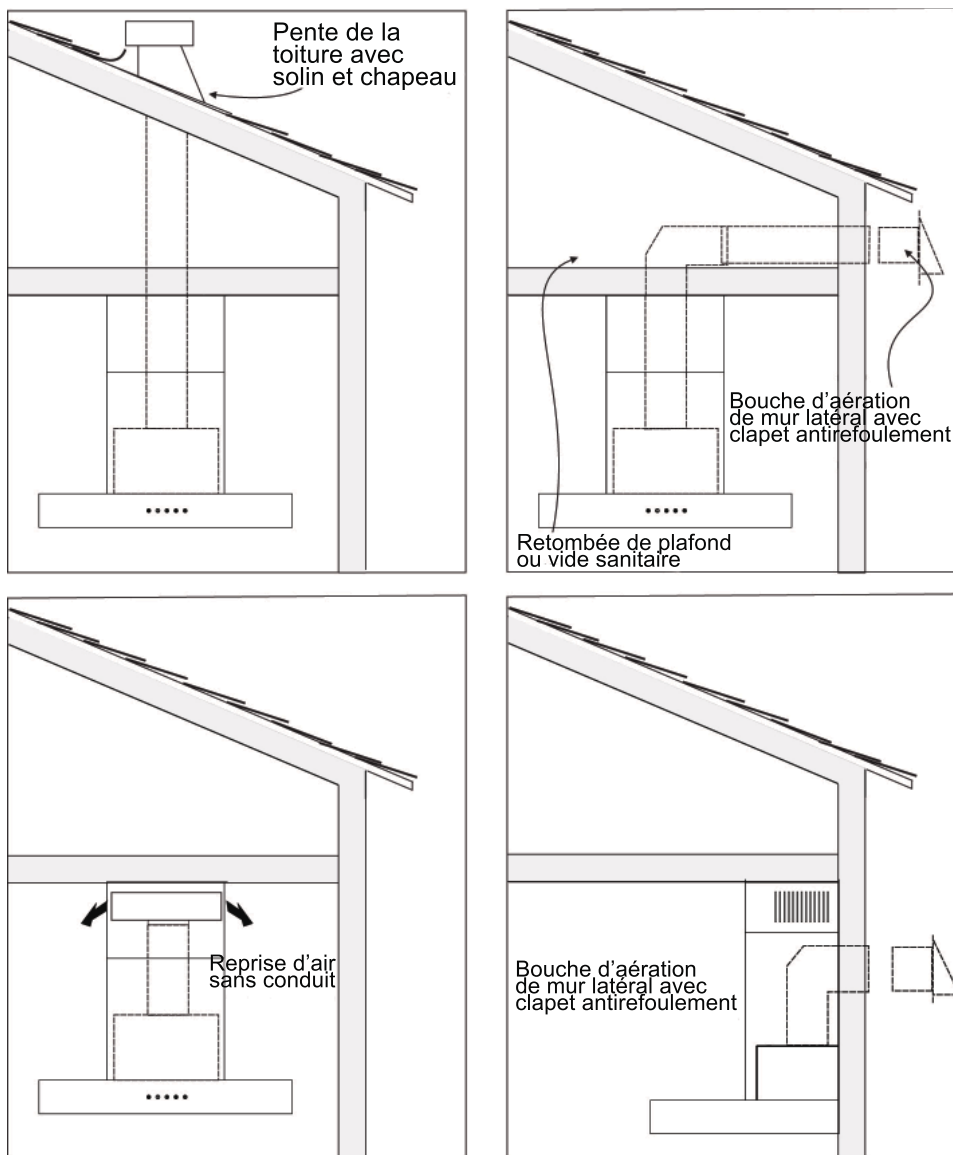 Pente de la
toiture avec
solin et chapeau
Bouche d'aération
de mur latéral avec
clapet antirefoulement
Retombée de plafond
ou vide sanitaire
Reprise d'air
sans conduit
Bouche d'aération
de mur latéral avec
clapet antirefoulement